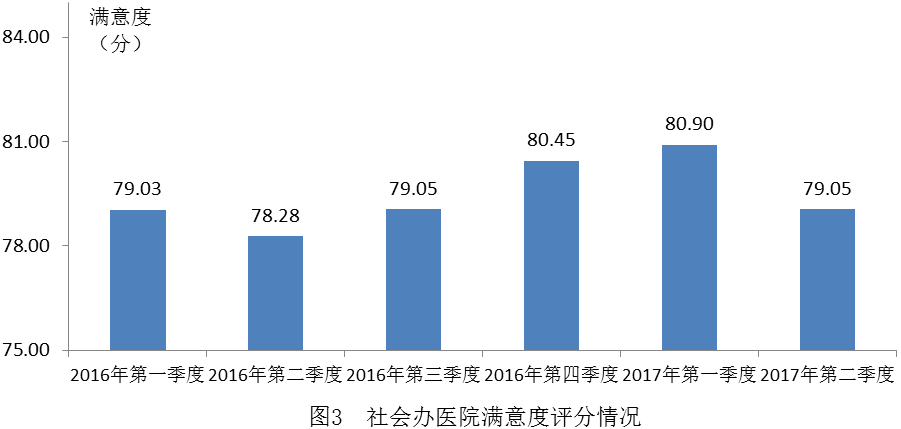 满意度
（分）
84.00
81.00
78.00
75.00
79.03
78.28
79.05
80.45
80.90
79.05
2016年第一季度
2016年第二季度
2016年第三季度
2016年第四季度
2017年第一季度
2017年第二季度
图3　社会办医院满意度评分情况